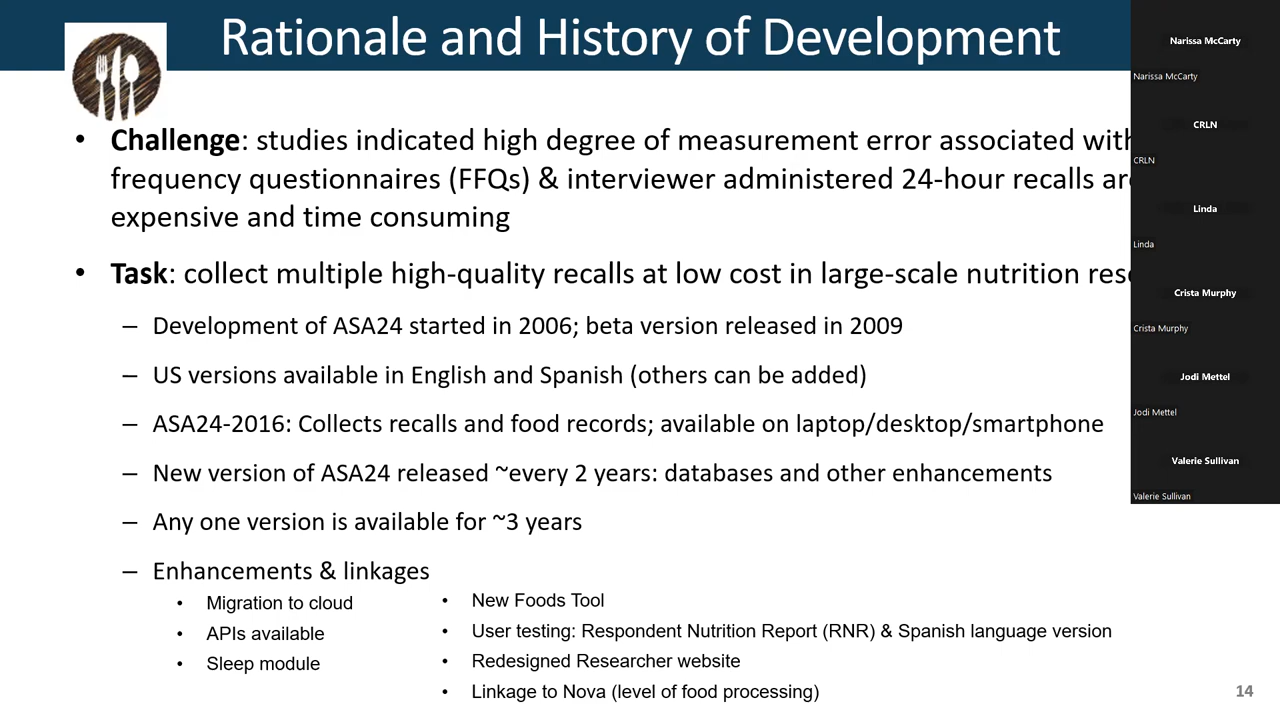 Rationale and History of Development
• Challenge: studies indicated high degree of measurement error associated with
frequency questionnaires (FFQs) & interviewer administered 24-hour recalls
expensive and time consuming
• Task: collect multiple high-quality recalls at low cost in large-scale nutrition
– Development of ASA24 started in 2006; beta version released in 2009
– US versions available in English and Spanish (others can be added)
– ASA24-2016: Collects recalls and food records; available on laptop/desktop/smartphone
– New version of ASA24 released ~every 2 years: databases and other enhancements
– Any one version is available for ~3 years
– Enhancements & linkages
• Migration to cloud
• APIs available
• Sleep module
• New Foods Tool
• User testing: Respondent Nutrition Report (RNR) & Spanish language version
• Redesigned Researcher website
• Linkage to Nova (level of food processing)
14
Narissa McCarty
Narissa McCarty
CRLN
CRLN
Linda
Linda
Crista Murphy
Crista Murphy
Jodi Mettel
Jodi Mettel
Valerie Sullivan
Valerie Sullivan